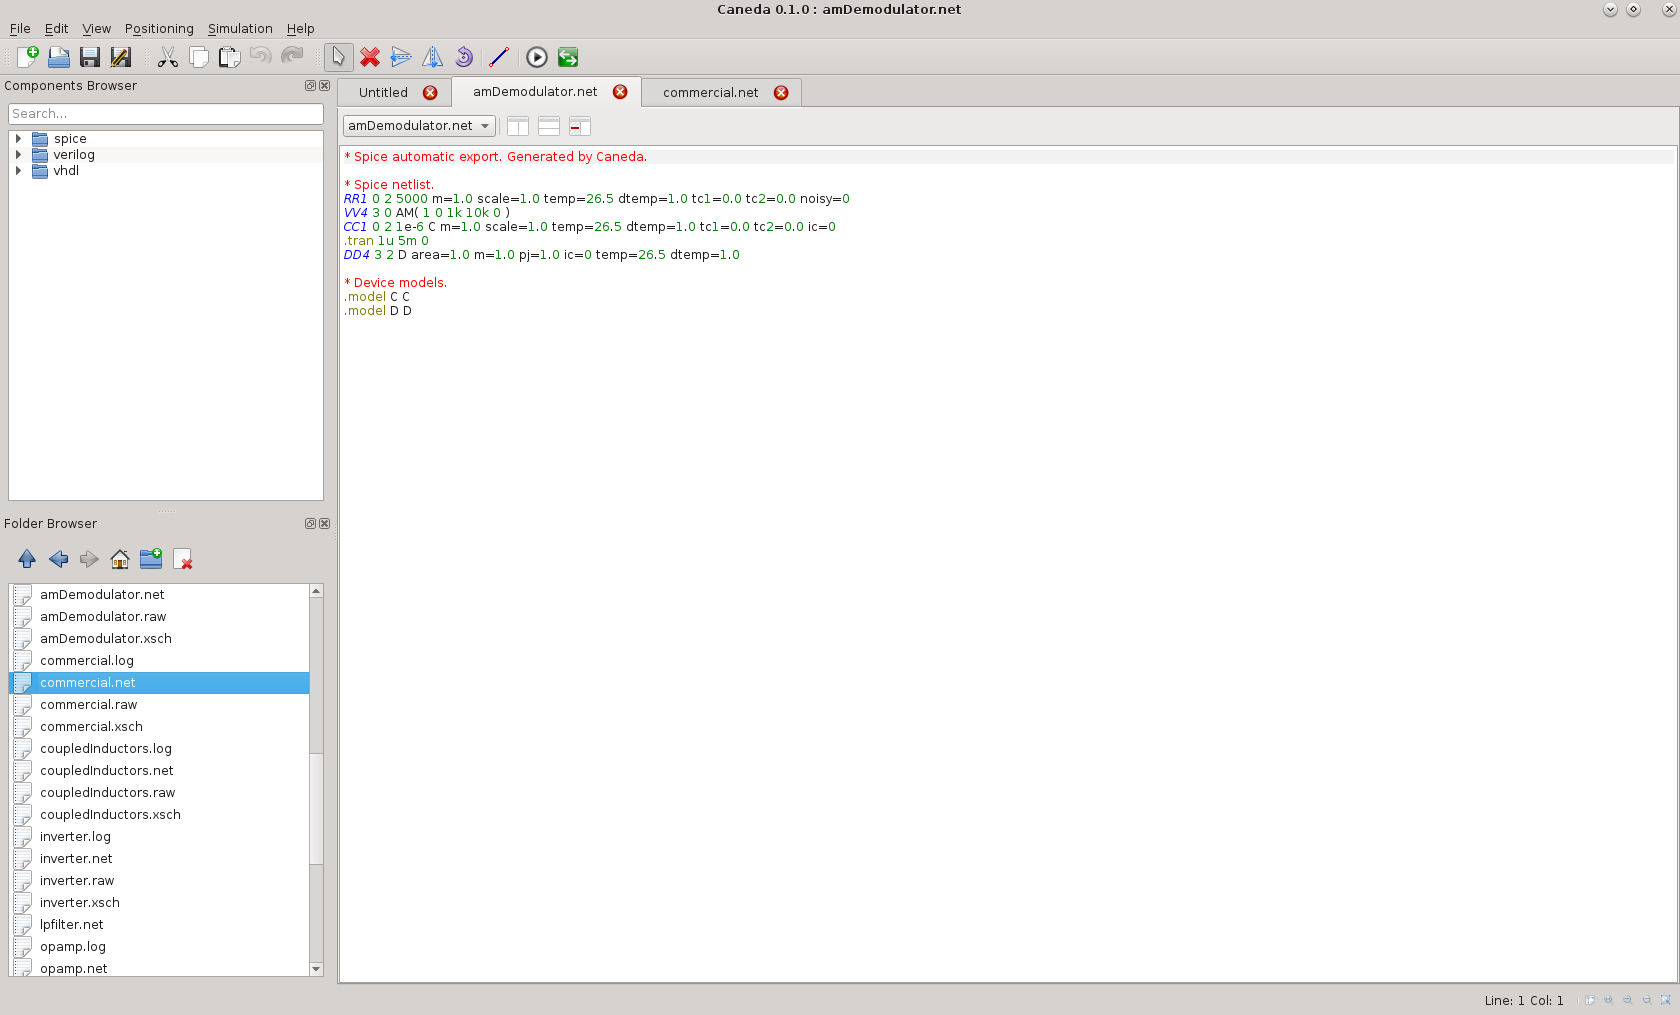 Caneda 0.1.0 : amDemodulator.net
File Edit View Positioning Simulation Help
Components Browser
Search...
spice
verilog
vhdl
Folder Browser
amDemodulator.net
amDemodulator.raw
amDemodulator.xsch
commercial.log
commercial.net
commercial.raw
commercial.xsch
coupledInductors.log
coupledInductors.net
coupledInductors.raw
coupledInductors.xsch
inverter.log
inverter.net
inverter.raw
inverter.xsch
lpfilter.net
opamp.log
opamp.net
Untitled amDemodulator.net commercial.net
amDemodulator.net
* Spice automatic export. Generated by Caneda.
* Spice netlist.
RR1 0 2 5000 m=1.0 scale=1.0 temp=26.5 dtemp=1.0 tc1=0.0 tc2=0.0 noisy=0
VV4 3 0 AM( 1 0 1k 10k 0 )
CC1 0 2 1e-6 C m=1.0 scale=1.0 temp=26.5 dtemp=1.0 tc1=0.0 tc2=0.0 ic=0
.tran 1u 5m 0
DD4 3 2 D area=1.0 m=1.0 pj=1.0 ic=0 temp=26.5 dtemp=1.0
* Device models.
.model C C
.model D D
Line: 1 Col: 1